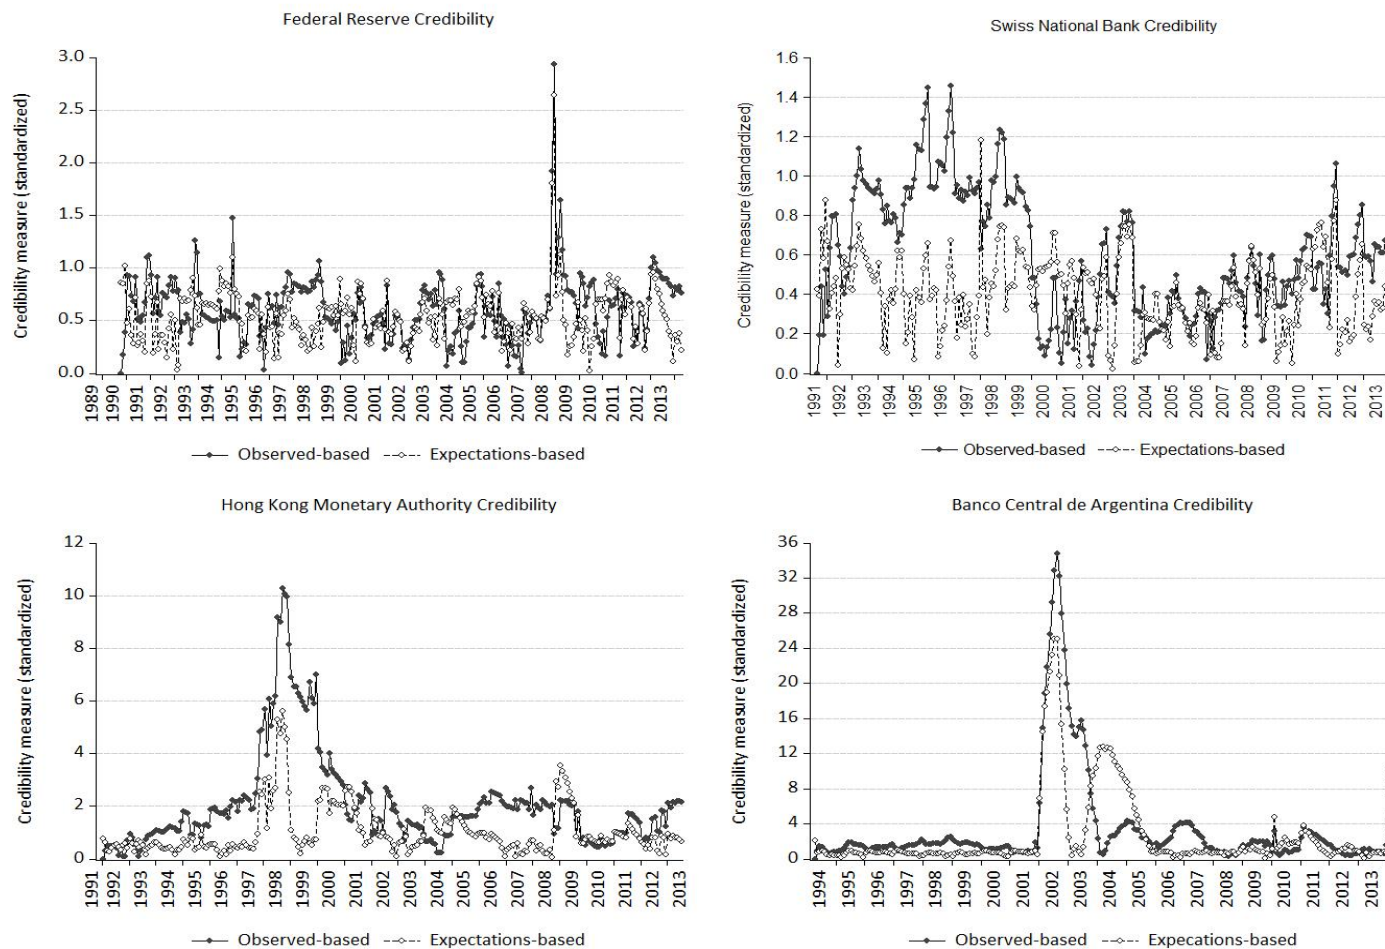 Federal Reserve Credibility
Credibility measure (standardized)
3.0
2.5
2.0
1.5
1.0
0.5
0.0
1989 1990 1991 1992 1993 1994 1995 1996 1997 1998 1999 2000 2001 2002 2003 2004 2005 2006 2007 2008 2009 2010 2011 2012 2013
Observed-based Expectations-based
Swiss National Bank Credibility
Credibility measure (standardized)
1.6
1.4
1.2
1.0
0.8
0.6
0.4
0.2
0.0
1991 1992 1993 1994 1995 1996 1997 1998 1999 2000 2001 2002 2003 2004 2005 2006 2007 2008 2009 2010 2011 2012 2013
Observed-based Expectations-based
Hong Kong Monetary Authority Credibility
Credibility measure (standardized)
12
10
8
6
4
2
0
1991 1992 1993 1994 1995 1996 1997 1998 1999 2000 2001 2002 2003 2004 2005 2006 2007 2008 2009 2010 2011 2012 2013
Observed-based Expectations-based
Banco Central de Argentina Credibility
Credibility measure (standardized)
36
32
28
24
20
16
12
8
4
0
1994 1995 1996 1997 1998 1999 2000 2001 2002 2003 2004 2005 2006 2007 2008 2009 2010 2011 2012 2013
Observed-based Expectations-based